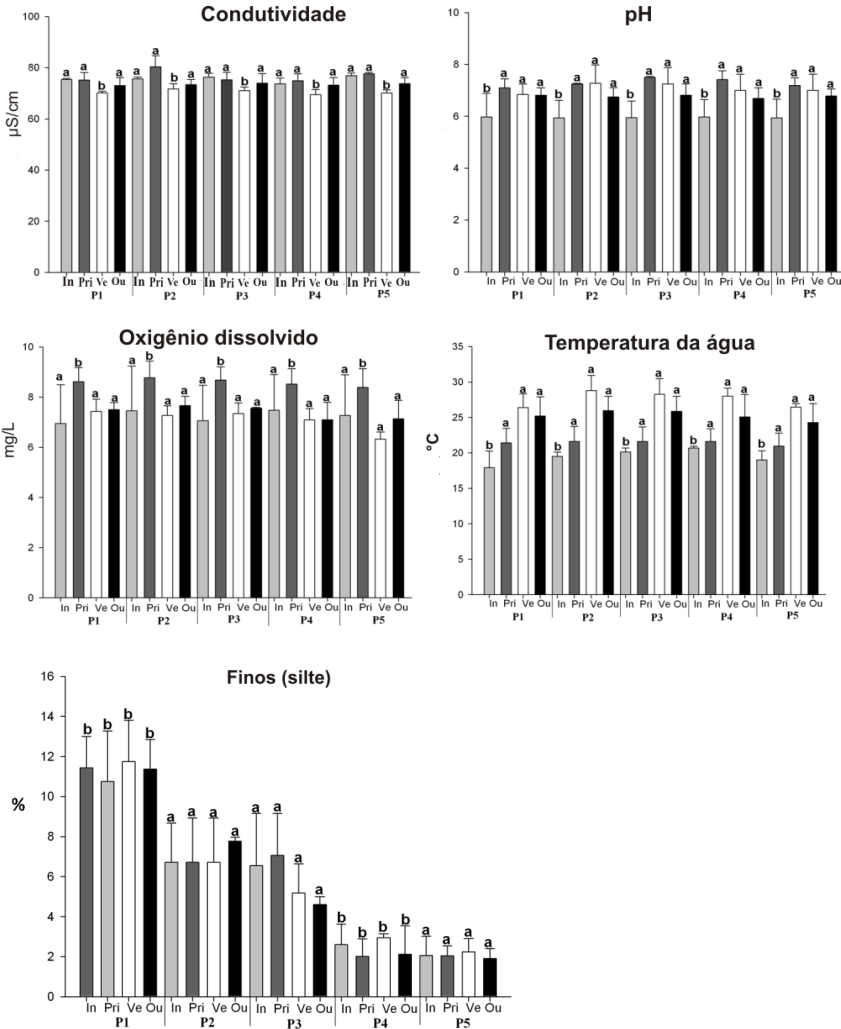 Condutividade
100
80
60
40
20
0
µS/cm
a a b a a a b a a a b a a a b a a a b a
In Pri Ve Ou In Pri Ve Ou In Pri Ve Ou In Pri Ve Ou In Pri Ve Ou
P1 P2 P3 P4 P5
pH
10
8
6
4
2
0
b a a a b a a a b a a a b a a a b a a a
In Pri Ve Ou In Pri Ve Ou In Pri Ve Ou In Pri Ve Ou In Pri Ve Ou
P1 P2 P3 P4 P5
Oxigênio dissolvido
10
8
6
4
2
0
mg/L
a b a a a b a a a b a a a b a a a b a a
In Pri Ve Ou In Pri Ve Ou In Pri Ve Ou In Pri Ve Ou In Pri Ve Ou
P1 P2 P3 P4 P5
Temperatura da água
35
30
25
20
15
10
5
0
°C
b a a a b a a a b a a a b a a a b a a a
In Pri Ve Ou In Pri Ve Ou In Pri Ve Ou In Pri Ve Ou In Pri Ve Ou
P1 P2 P3 P4 P5
Finos (silte)
16
14
12
10
8
6
4
2
0
%
b b b b a a a a a a a a b b b b a a a a
In Pri Ve Ou In Pri Ve Ou In Pri Ve Ou In Pri Ve Ou In Pri Ve Ou
P1 P2 P3 P4 P5